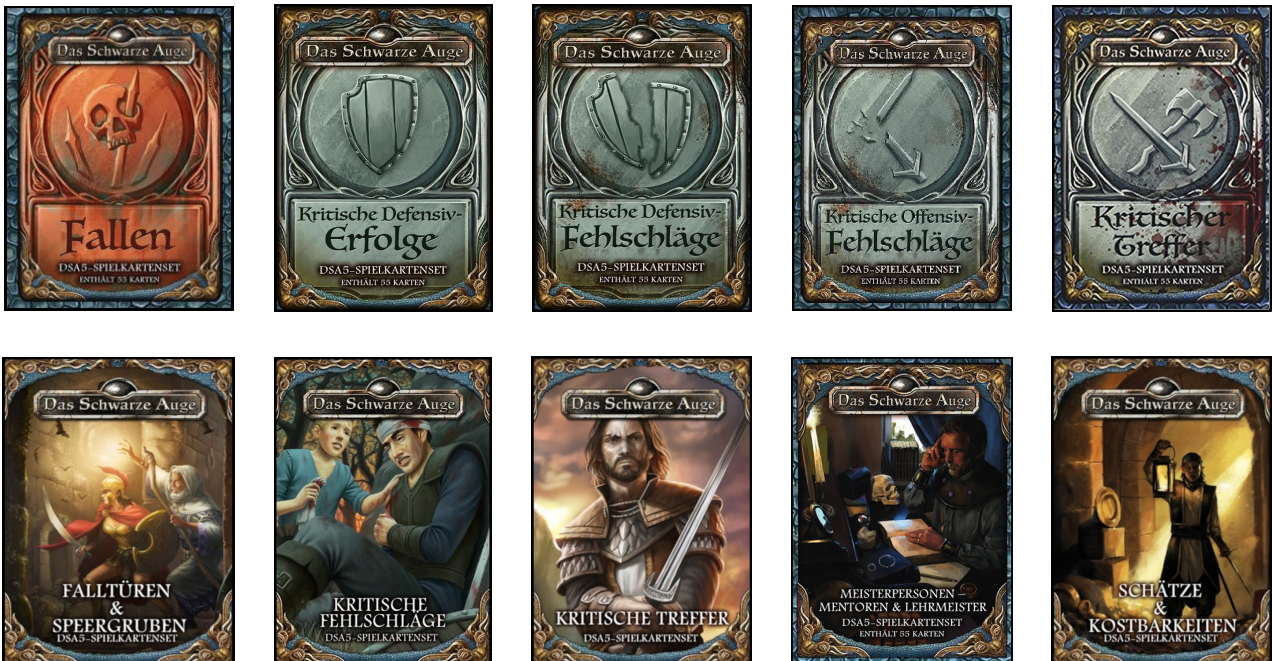 Das Schwarze Auge
Fallen
DSA5-SPIELKARTENSET
ENTHÄLT 55 KARTEN
Das Schwarze Auge
Kritische Defensiv-
Erfolge
DSA5-SPIELKARTENSET
ENTHÄLT 55 KARTEN
Das Schwarze Auge
Kritische Defensiv-
Fehlschläge
DSA5-SPIELKARTENSET
ENTHÄLT 55 KARTEN
Das Schwarze Auge
Kritische Offensiv-
Fehlschläge
DSA5-SPIELKARTENSET
ENTHÄLT 55 KARTEN
Das Schwarze Auge
Kritischer
Treffer
DSA5-SPIELKARTENSET
ENTHÄLT 55 KARTEN
Das Schwarze Auge
FALLTÜREN
&
SPEERGRUBEN
DSA5-SPIELKARTENSET
Das Schwarze Auge
KRITISCHE
FEHLSCHLÄGE
DSA5-SPIELKARTENSET
Das Schwarze Auge
KRITISCHE TREFFER
DSA5-SPIELKARTENSET
Das Schwarze Auge
MEISTERPERSONEN –
MENTOREN & LEHRMEISTER
DSA5-SPIELKARTENSET
ENTHÄLT 55 KARTEN
Das Schwarze Auge
SCHÄTZE
&
KOSTBARKEITEN
DSA5-SPIELKARTENSET